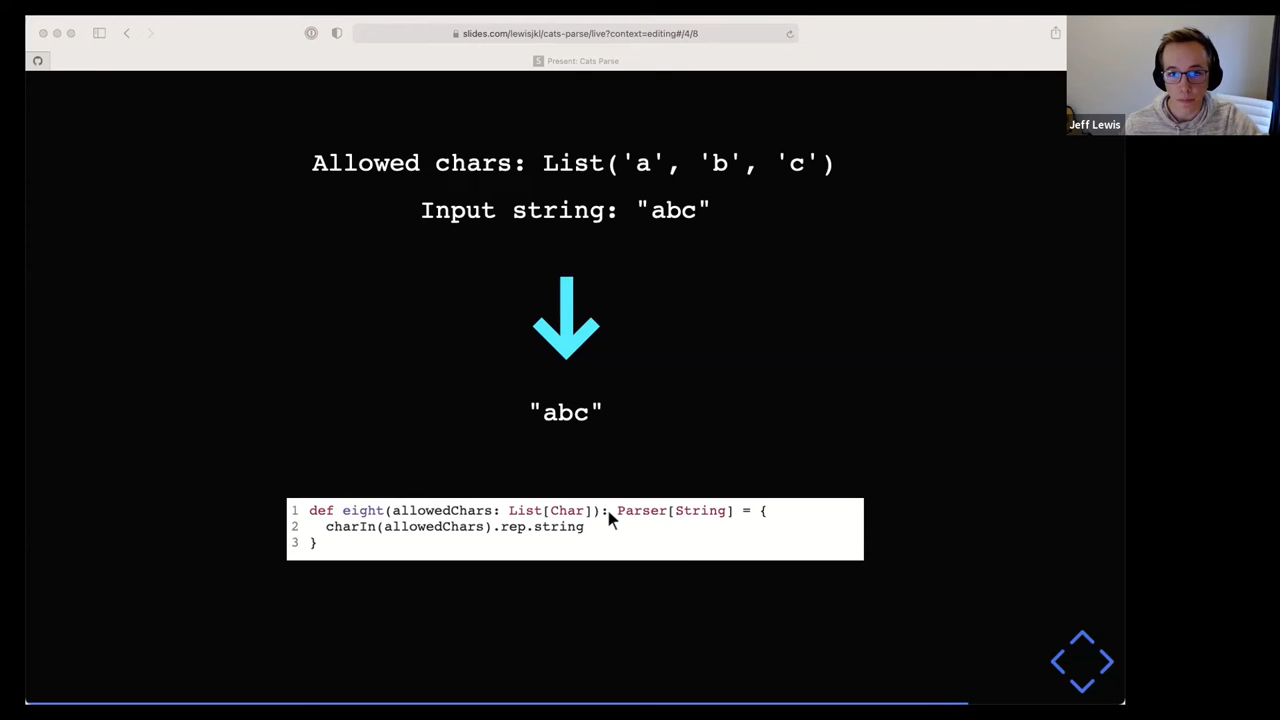 slides.com/lewisjkl/cats-parse/live?context=editing#/4/8
S Present: Cats Parse
Jeff Lewis
Allowed chars: List('a', 'b', 'c')
Input string: "abc"
"abc"
1 def eight(allowedChars: List[Char]): Parser[String] = {
2 charIn(allowedChars).rep.string
3 }